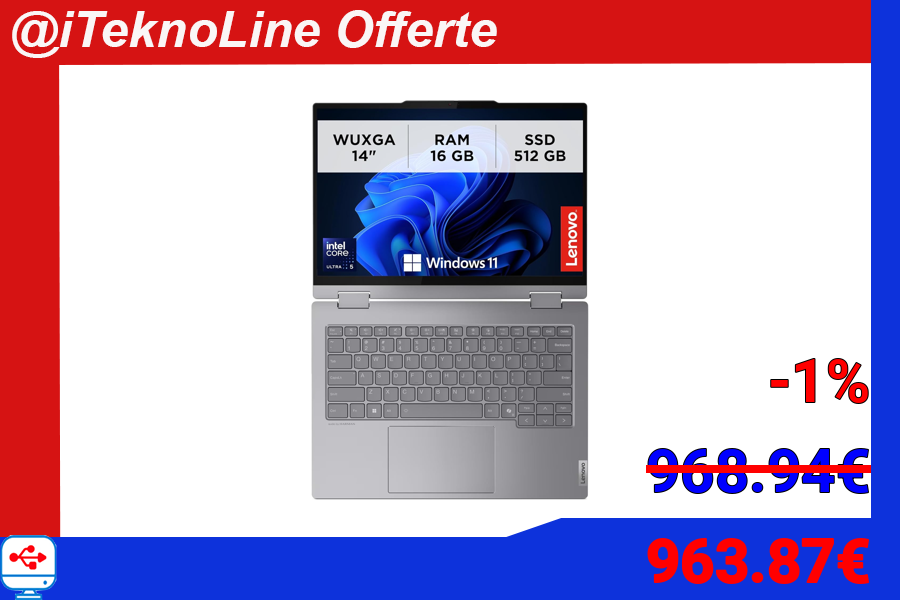 @iTeknoLine Offerte
WUXGA 14"
RAM 16 GB
SSD 512 GB
intel
CORE
ULTRA 5
Windows 11
Lenovo
Lenovo
-1%
968.94€
963.87€